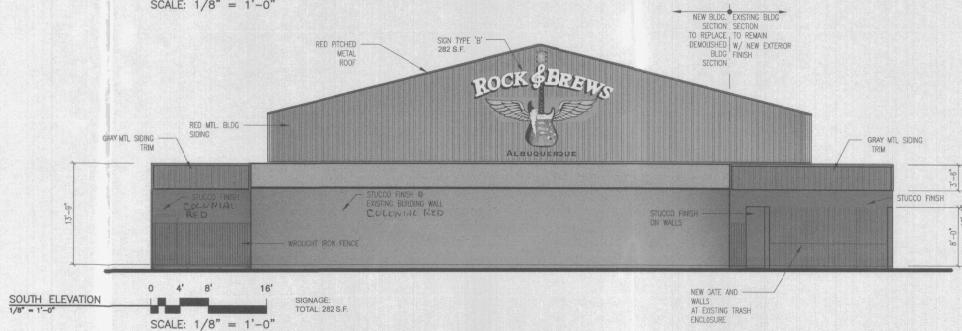 SCALE: 1/8" = 1'-0"
NEW BLDG. EXISTING BLDG
SECTION SECTION
TO REPLACE TO REMAIN
DEMOLISHED W/ NEW EXTERIOR
BLDG FINISH
SECTION
RED PITCHED
METAL
ROOF
SIGN TYPE 'B'
282 S.F.
ROCK & BREWS
ALBUQUERQUE
RED MTL. BLDG
SIDING
GRAY MTL SIDING
TRIM
GRAY MTL SIDING
TRIM
13'-9"
STUCCO FINISH
COLONIAL
RED
STUCCO FINISH @
EXISTING BUILDING WALL
COLONIAL RED
WROUGHT IRON FENCE
STUCCO FINISH
ON WALLS
STUCCO FINISH
3'-6"
8'-0"
NEW GATE AND
WALLS
AT EXISTING TRASH
ENCLOSURE
SOUTH ELEVATION
1/8" = 1'-0"
0 4' 8' 16'
SCALE: 1/8" = 1'-0"
SIGNAGE:
TOTAL: 282 S.F.